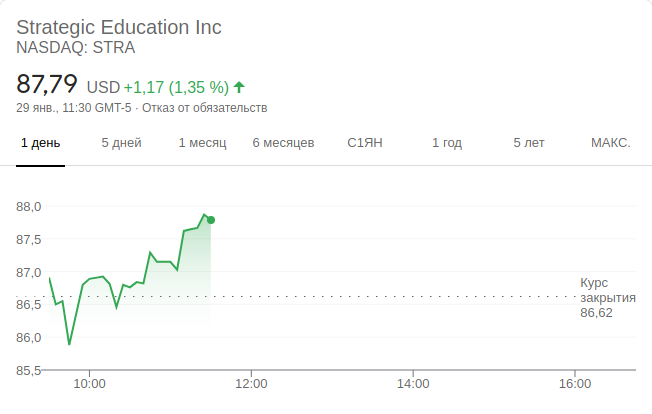 Strategic Education Inc
NASDAQ: STRA
87,79 USD +1,17 (1,35 %)
29 янв., 11:30 GMT-5 · Отказ от обязательств
1 день 5 дней 1 месяц 6 месяцев С1ЯН 1 год 5 лет МАКС.
88,0
87,5
87,0
86,5
86,0
85,5
Курс
закрытия
86,62
10:00 12:00 14:00 16:00